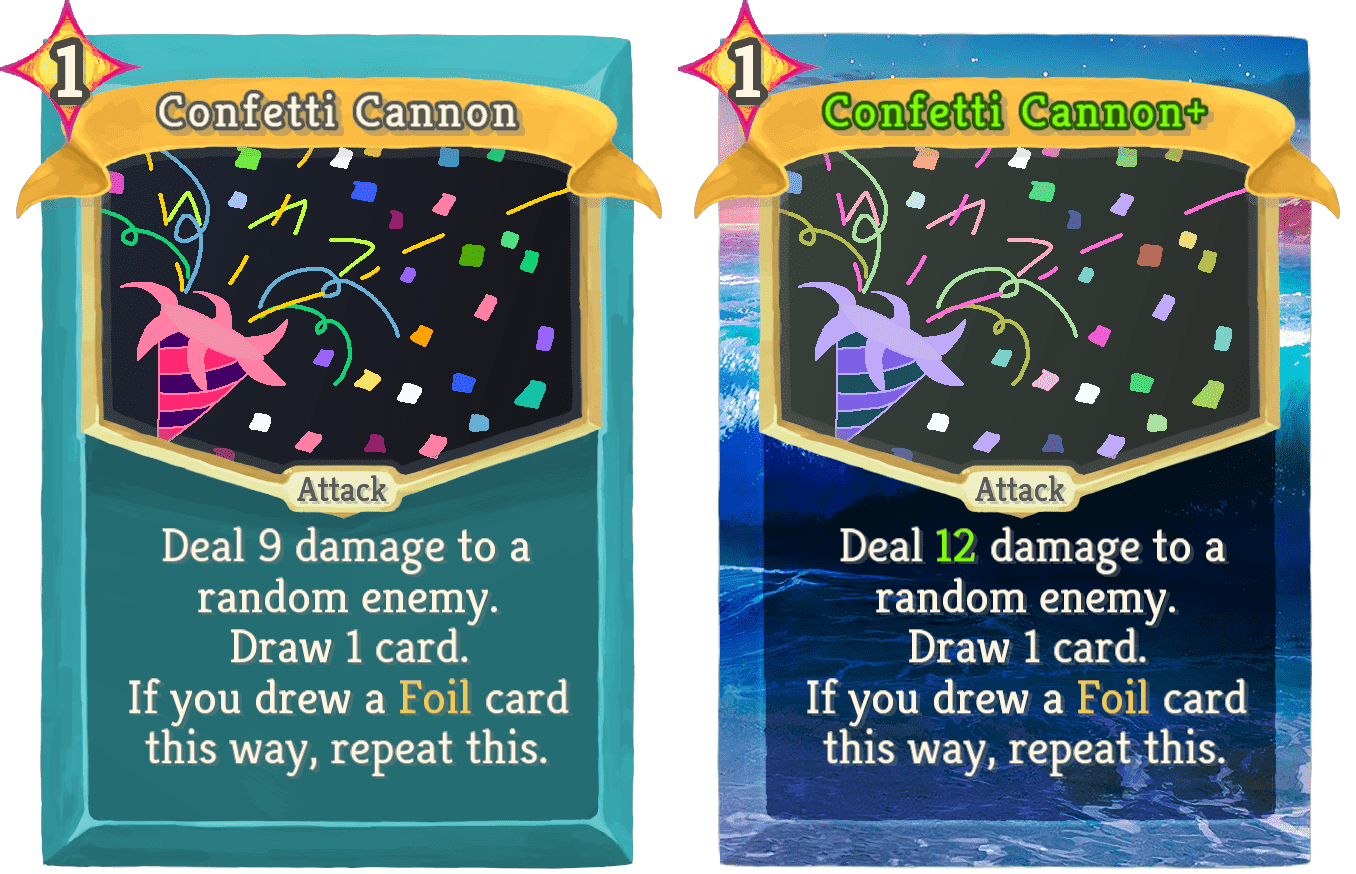 1
Confetti Cannon
Attack
Deal 9 damage to a
random enemy.
Draw 1 card.
If you drew a Foil card
this way, repeat this.
1
Confetti Cannon+
Attack
Deal 12 damage to a
random enemy.
Draw 1 card.
If you drew a Foil card
this way, repeat this.